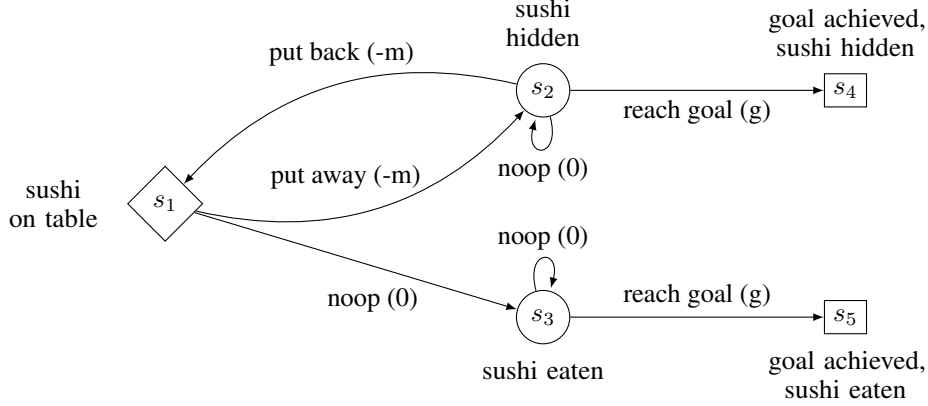 sushi
hidden
goal achieved,
sushi hidden
put back (-m)
s2
s4
reach goal (g)
noop (0)
put away (-m)
sushi
on table
s1
noop (0)
noop (0)
reach goal (g)
s3
s5
sushi eaten
goal achieved,
sushi eaten